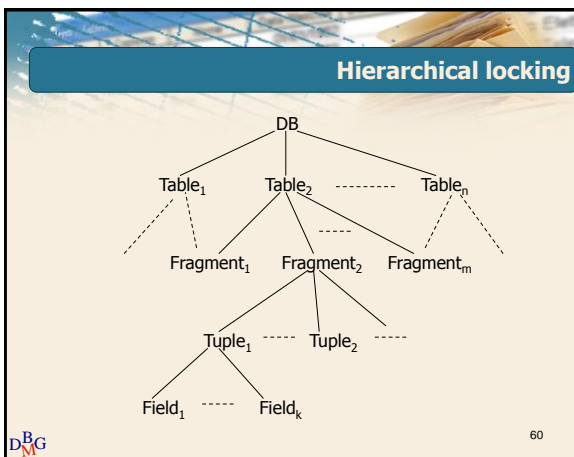 Hierarchical locking
DB
Table₁ Table₂ Tableₙ
Fragment₁ Fragment₂ Fragmentₘ
Tuple₁ Tuple₂
Field₁ Fieldₖ
DBMG
60